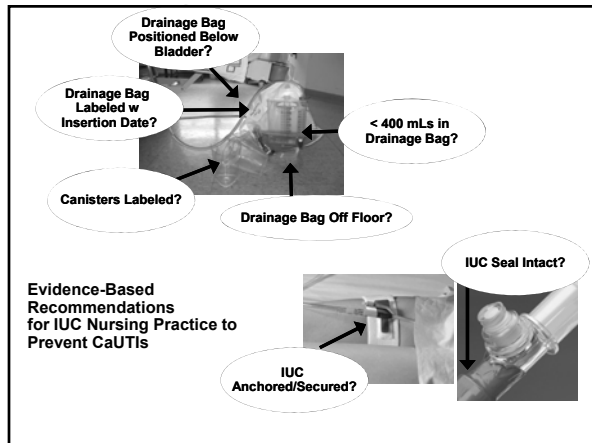 Drainage Bag
Positioned Below
Bladder?
Drainage Bag
Labeled w
Insertion Date?
< 400 mLs in
Drainage Bag?
Canisters Labeled?
Drainage Bag Off Floor?
IUC Seal Intact?
Evidence-Based
Recommendations
for IUC Nursing Practice to
Prevent CaUTIs
IUC
Anchored/Secured?